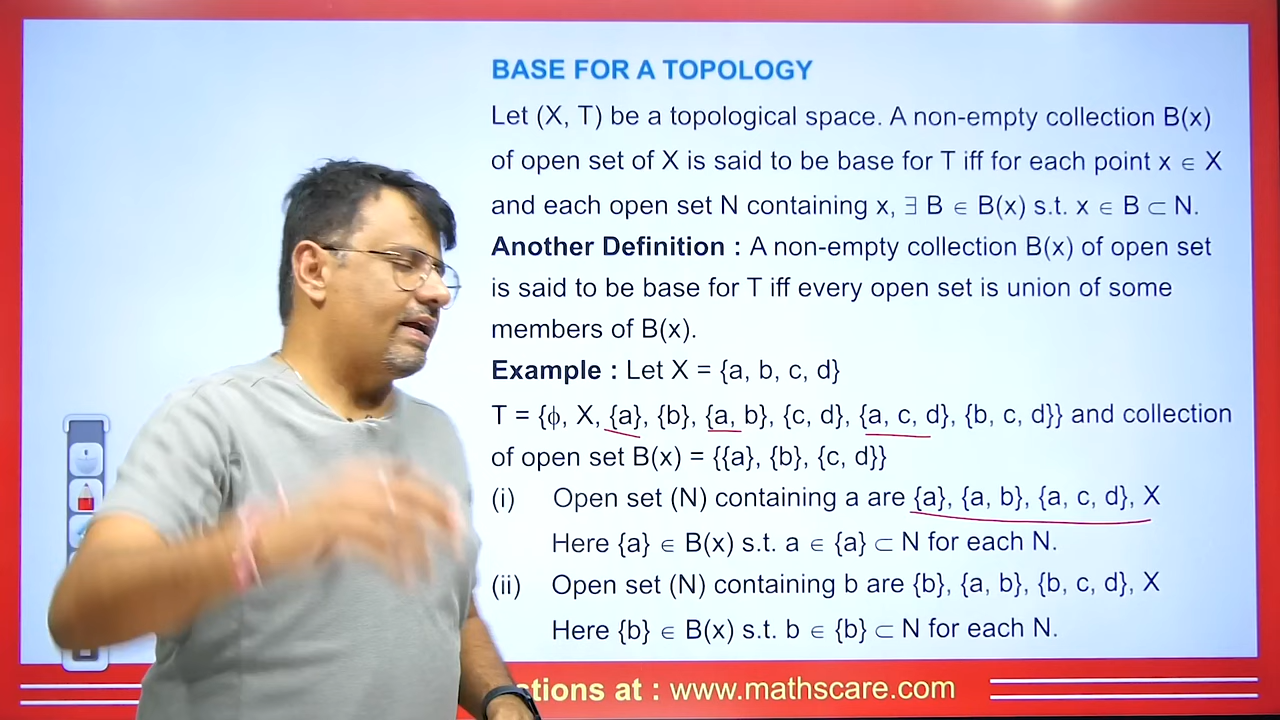 BASE FOR A TOPOLOGY
Let (X, T) be a topological space. A non-empty collection B(x)
of open set of X is said to be base for T iff for each point x ∈ X
and each open set N containing x, ∃ B ∈ B(x) s.t. x ∈ B ⊂ N.
Another Definition : A non-empty collection B(x) of open set
is said to be base for T iff every open set is union of some
members of B(x).
Example : Let X = {a, b, c, d}
T = {ϕ, X, {a}, {b}, {a, b}, {c, d}, {a, c, d}, {b, c, d}} and collection
of open set B(x) = {{a}, {b}, {c, d}}
(i) Open set (N) containing a are {a}, {a, b}, {a, c, d}, X
Here {a} ∈ B(x) s.t. a ∈ {a} ⊂ N for each N.
(ii) Open set (N) containing b are {b}, {a, b}, {b, c, d}, X
Here {b} ∈ B(x) s.t. b ∈ {b} ⊂ N for each N.
at : www.mathscare.com